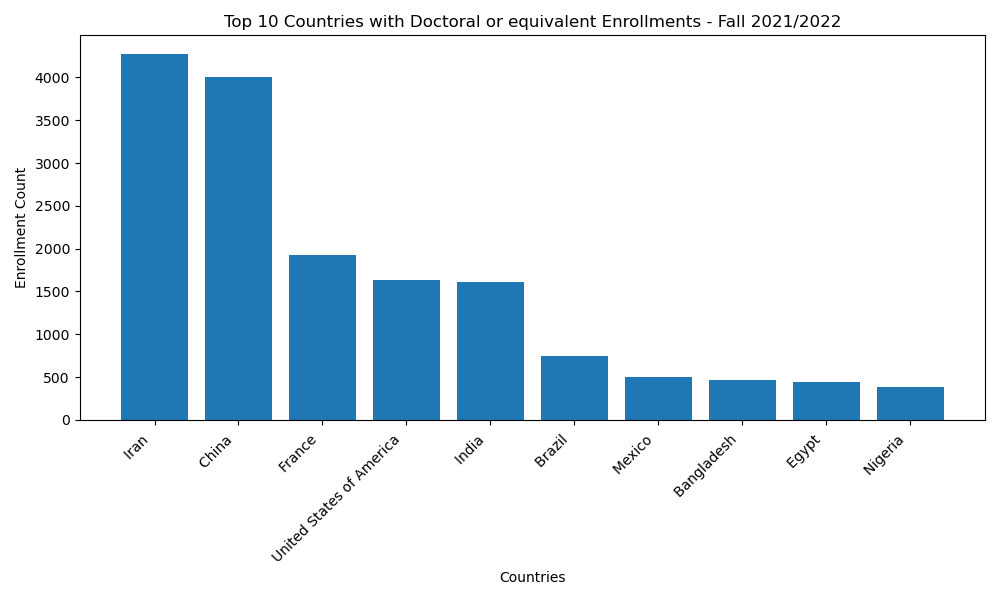 Top 10 Countries with Doctoral or equivalent Enrollments - Fall 2021/2022
Enrollment Count
4000
3500
3000
2500
2000
1500
1000
500
0
Iran
China
France
United States of America
India
Brazil
Mexico
Bangladesh
Egypt
Nigeria
Countries